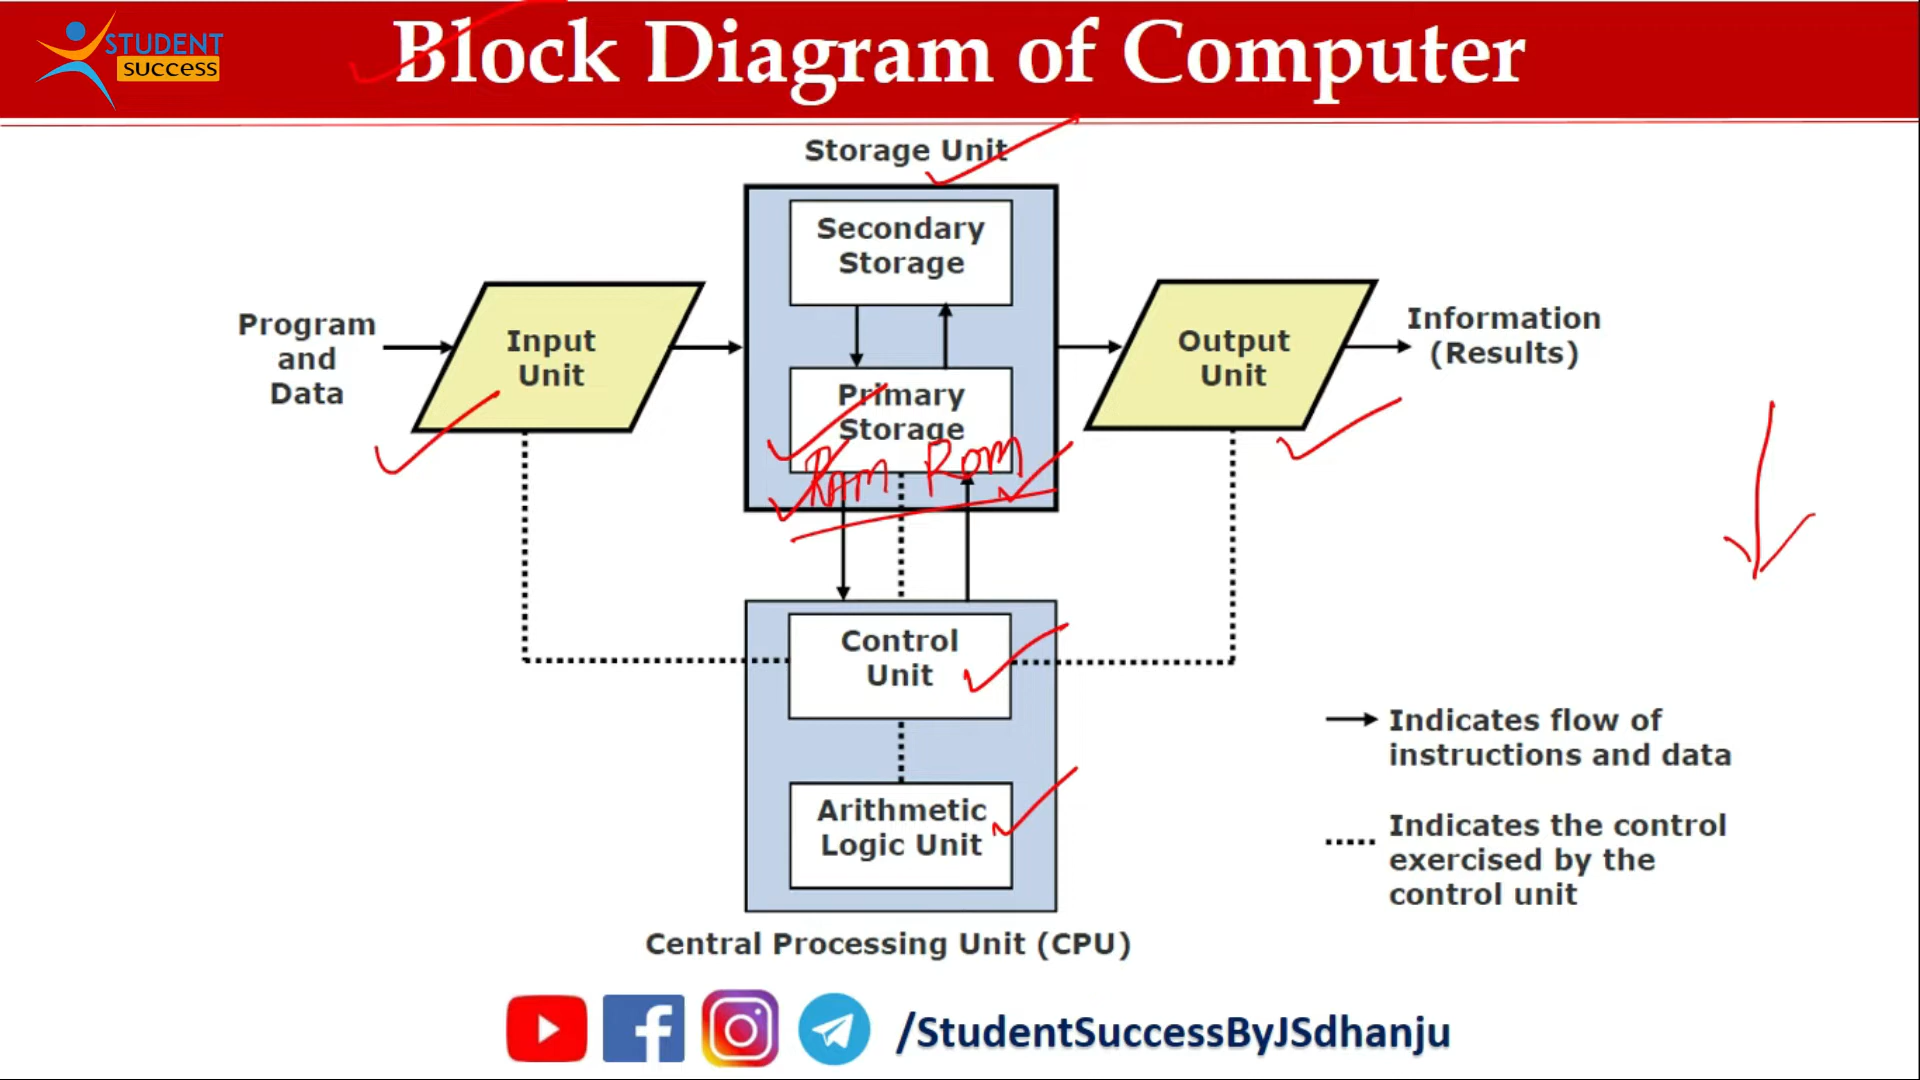 STUDENT
success
Block Diagram of Computer
Storage Unit
Secondary
Storage
Program
and
Data
Input
Unit
Primary
Storage
Ram Rom
Output
Unit
Information
(Results)
Control
Unit
Arithmetic
Logic Unit
Central Processing Unit (CPU)
Indicates flow of
instructions and data
Indicates the control
exercised by the
control unit
/StudentSuccessByJSdhanju